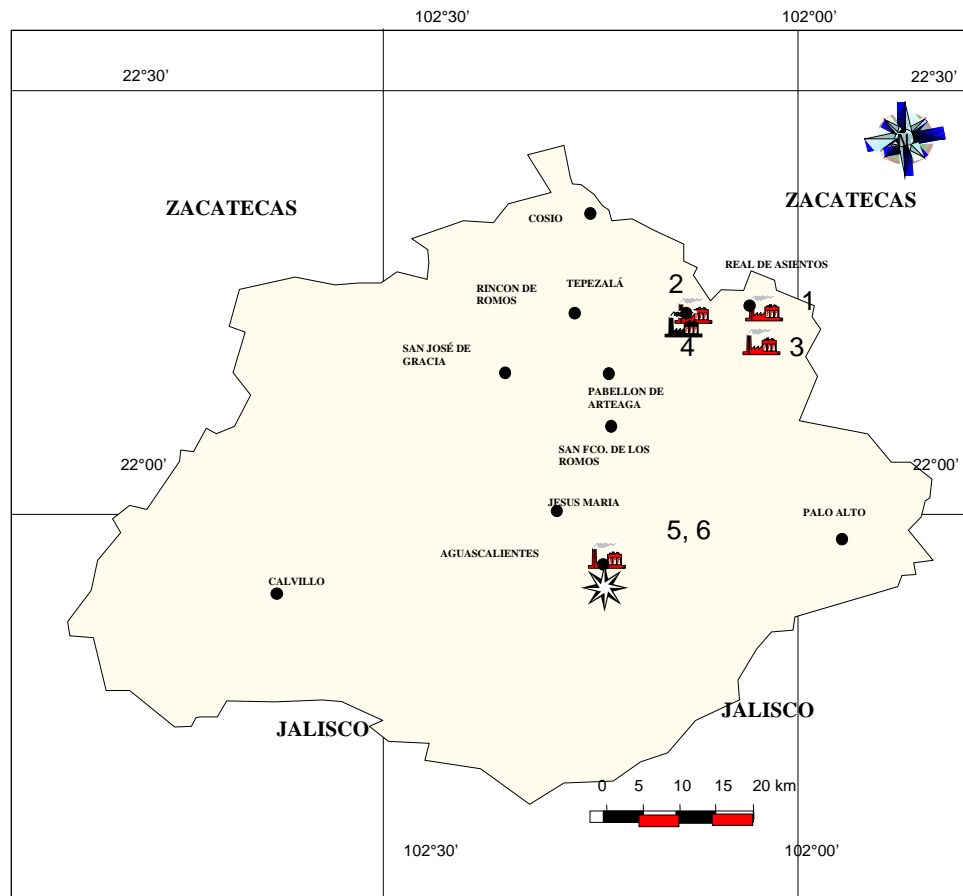 102°30’
102°00’
22°30’
22°30’
N
ZACATECAS
ZACATECAS
COSIO
REAL DE ASIENTOS
TEPEZALÁ
2
RINCON DE
ROMOS
1
4
3
SAN JOSÉ DE
GRACIA
PABELLON DE
ARTEAGA
SAN FCO. DE LOS
ROMOS
22°00’
22°00’
JESUS MARIA
PALO ALTO
5, 6
AGUASCALIENTES
CALVILLO
JALISCO
JALISCO
0 5 10 15 20 km
102°30’
102°00’